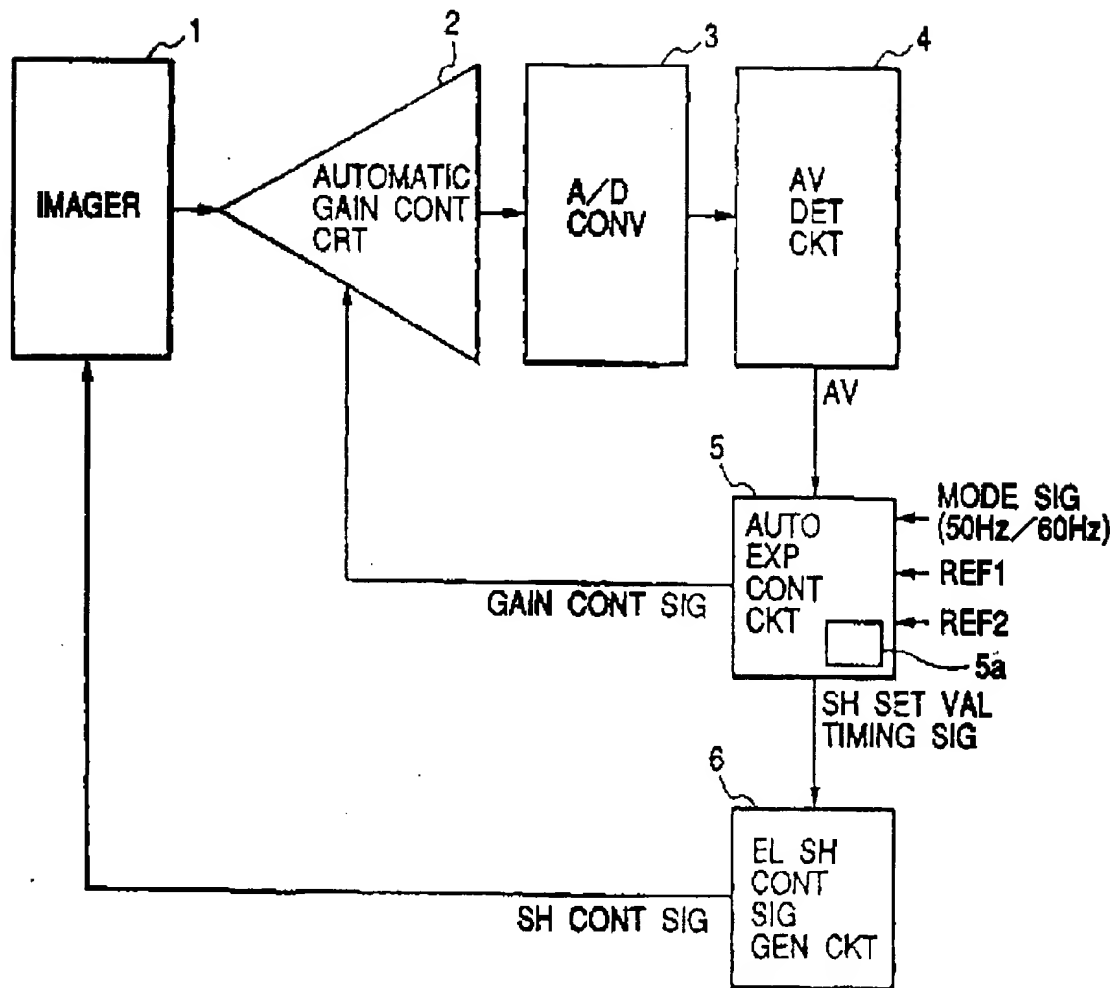 1
2
3
4
IMAGER
AUTOMATIC
GAIN CONT
CRT
A/D
CONV
AV
DET
CKT
AV
5
AUTO
EXP
CONT
CKT
MODE SIG
(50Hz/60Hz)
REF1
REF2
5a
GAIN CONT SIG
SH SET VAL
TIMING SIG
6
EL SH
CONT
SIG
GEN CKT
SH CONT SIG